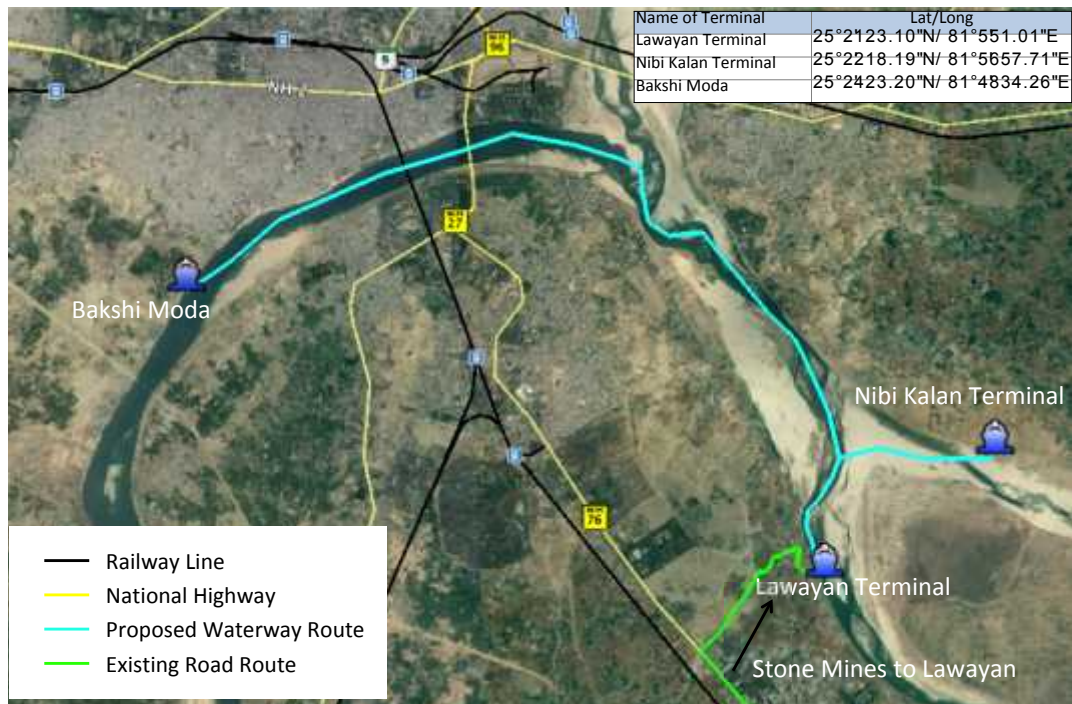 Name of Terminal Lat/Long
Lawayan Terminal 25°2123.10"N/ 81°551.01"E
Nibi Kalan Terminal 25°2218.19"N/ 81°5657.71"E
Bakshi Moda 25°2423.20"N/ 81°4834.26"E
96
NH 2
27
Bakshi Moda
Nibi Kalan Terminal
76
Lawayan Terminal
Stone Mines to Lawayan
Railway Line
National Highway
Proposed Waterway Route
Existing Road Route